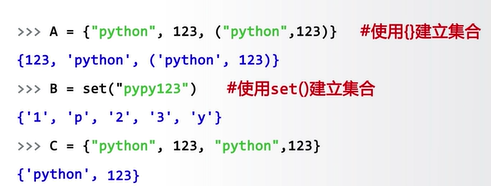 >>> A = {"python", 123, ("python",123)} #使用{}建立集合
{123, 'python', ('python', 123)}
>>> B = set("pypy123") #使用set()建立集合
{'1', 'p', '2', '3', 'y'}
>>> C = {"python", 123, "python",123}
{'python', 123}